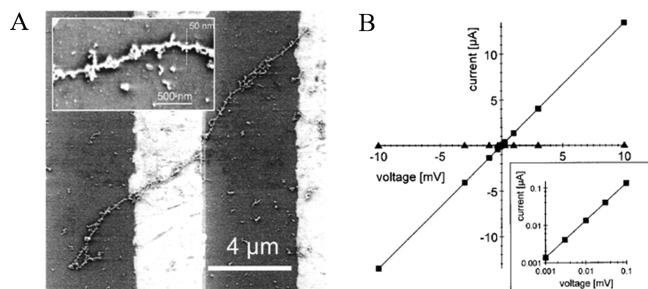 A
50 nm
500 nm
4 µm
B
current [µA]
10
5
-10
-5
5
10
voltage [mV]
-5
-10
current [µA]
0.1
0.01
0.001
0.001
0.01
0.1
voltage [mV]